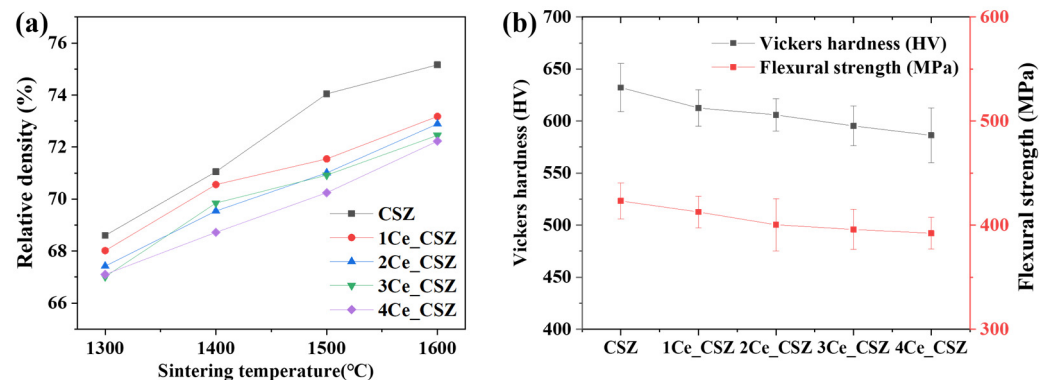 (a)
Relative density (%)
76
74
72
70
68
66
CSZ
1Ce_CSZ
2Ce_CSZ
3Ce_CSZ
4Ce_CSZ
1300 1400 1500 1600
Sintering temperature(℃)
(b)
Vickers hardness (HV)
700
650
600
550
500
450
400
Vickers hardness (HV)
Flexural strength (MPa)
CSZ 1Ce_CSZ 2Ce_CSZ 3Ce_CSZ 4Ce_CSZ
600
500
400
300
Flexural strength (MPa)